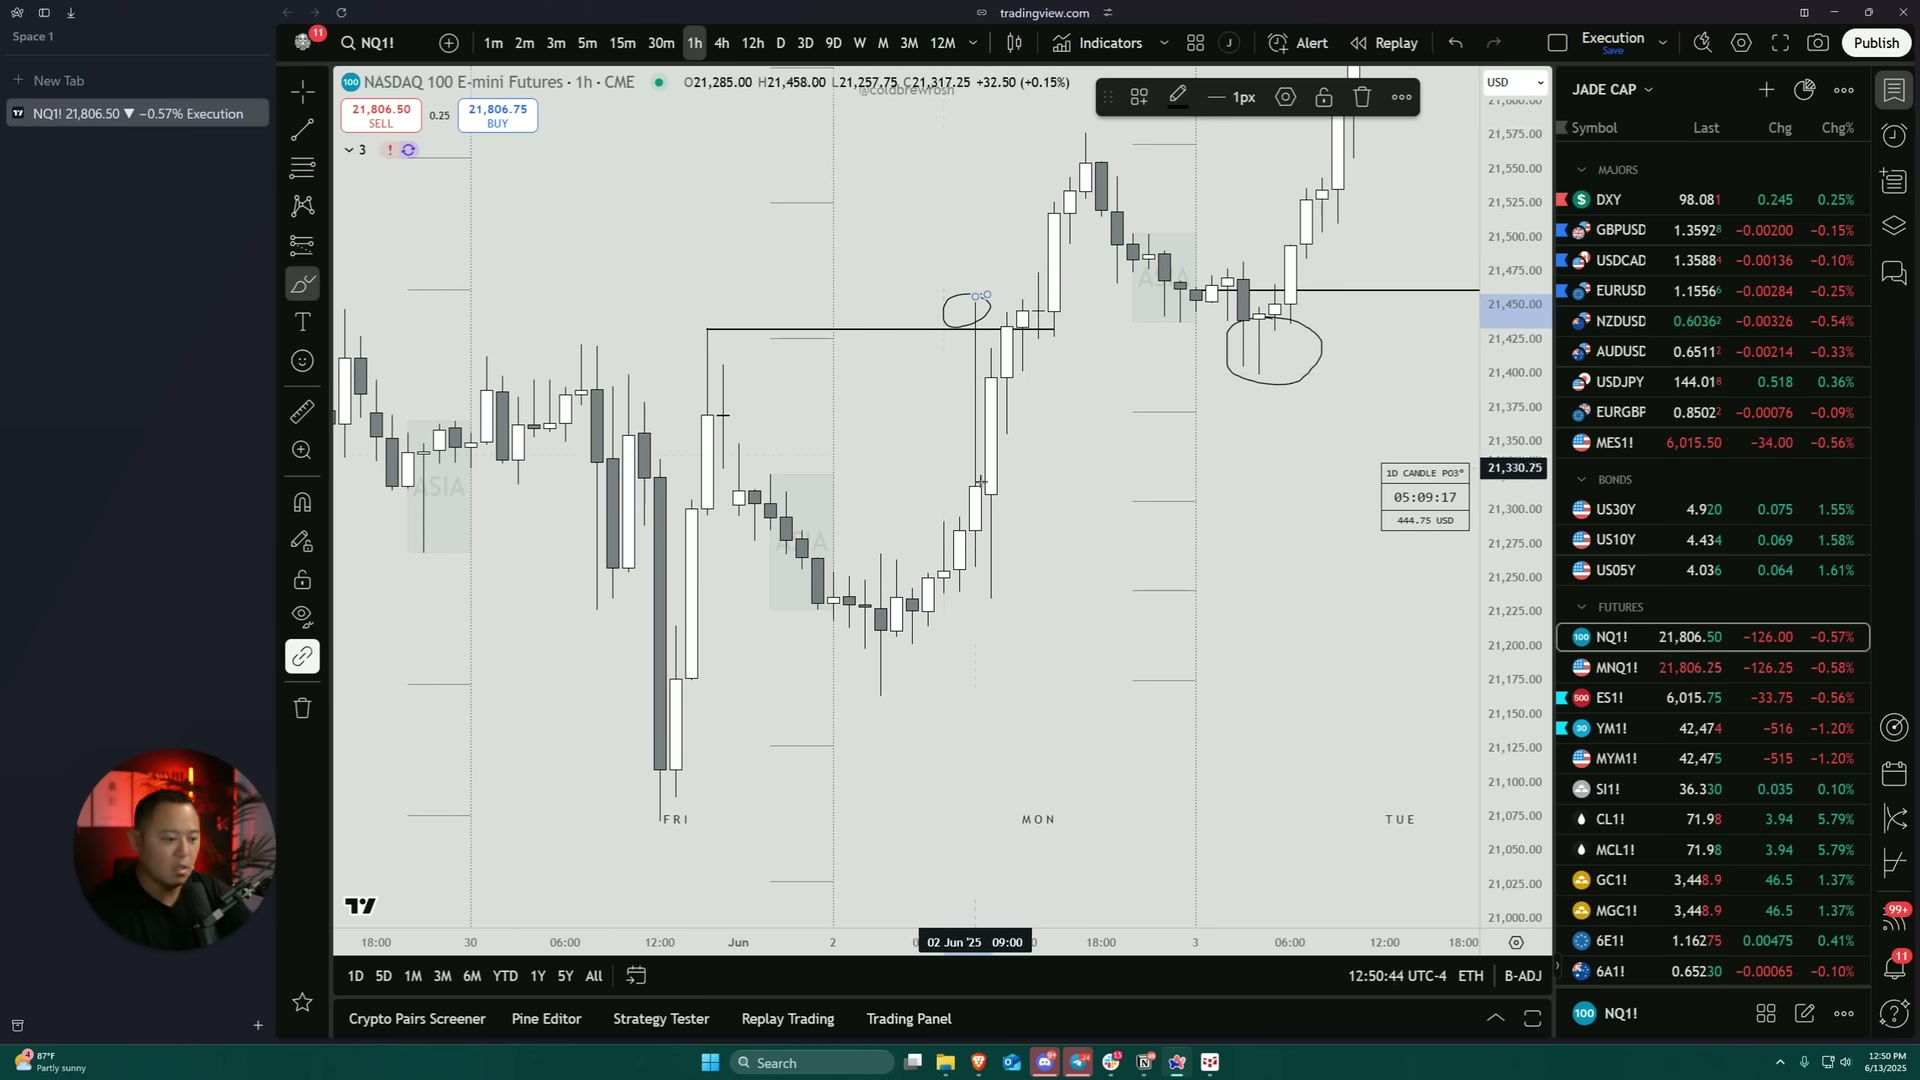 tradingview.com
Space 1
New Tab
NQ1! 21,806.50 ▼ −0.57% Execution
11
NQ1!
1m 2m 3m 5m 15m 30m 1h 4h 12h D 3D 9D W M 3M 12M
Indicators
J
Alert
Replay
Execution
Save
Publish
100 NASDAQ 100 E-mini Futures · 1h · CME
O21,285.00 H21,458.00 L21,257.75 C21,317.25 +32.50 (+0.15%)
@coldbrewrosh
21,806.50
SELL
0.25
21,806.75
BUY
3
1px
USD
21,600.00
21,575.00
21,550.00
21,525.00
21,500.00
21,475.00
21,450.00
21,425.00
21,400.00
21,375.00
21,350.00
21,330.75
21,300.00
21,275.00
21,250.00
21,225.00
21,200.00
21,175.00
21,150.00
21,125.00
21,100.00
21,075.00
21,050.00
21,025.00
21,000.00
ASIA
ASIA
ASIA
1D CANDLE PO3°
05:09:17
444.75 USD
FRI
MON
TUE
18:00 30 06:00 12:00 Jun 2 02 Jun '25 09:00 18:00 3 06:00 12:00 18:00
1D 5D 1M 3M 6M YTD 1Y 5Y All
12:50:44 UTC-4 ETH B-ADJ
Crypto Pairs Screener Pine Editor Strategy Tester Replay Trading Trading Panel
JADE CAP
Symbol Last Chg Chg%
MAJORS
DXY 98.081 0.245 0.25%
GBPUSD 1.35928 −0.00200 −0.15%
USDCAD 1.35884 −0.00136 −0.10%
EURUSD 1.15566 −0.00284 −0.25%
NZDUSD 0.60362 −0.00326 −0.54%
AUDUSD 0.65112 −0.00214 −0.33%
USDJPY 144.018 0.518 0.36%
EURGBP 0.85022 −0.00076 −0.09%
MES1! 6,015.50 −34.00 −0.56%
BONDS
US30Y 4.920 0.075 1.55%
US10Y 4.434 0.069 1.58%
US05Y 4.036 0.064 1.61%
FUTURES
100 NQ1! 21,806.50 −126.00 −0.57%
MNQ1! 21,806.25 −126.25 −0.58%
500 ES1! 6,015.75 −33.75 −0.56%
30 YM1! 42,474 −516 −1.20%
MYM1! 42,475 −515 −1.20%
SI1! 36.330 0.035 0.10%
CL1! 71.98 3.94 5.79%
MCL1! 71.98 3.94 5.79%
GC1! 3,448.9 46.5 1.37%
MGC1! 3,448.9 46.5 1.37%
6E1! 1.16275 0.00475 0.41%
6A1! 0.65230 −0.00065 −0.10%
100 NQ1!
99+
11
87°F
Partly sunny
Search
12:50 PM
6/13/2025